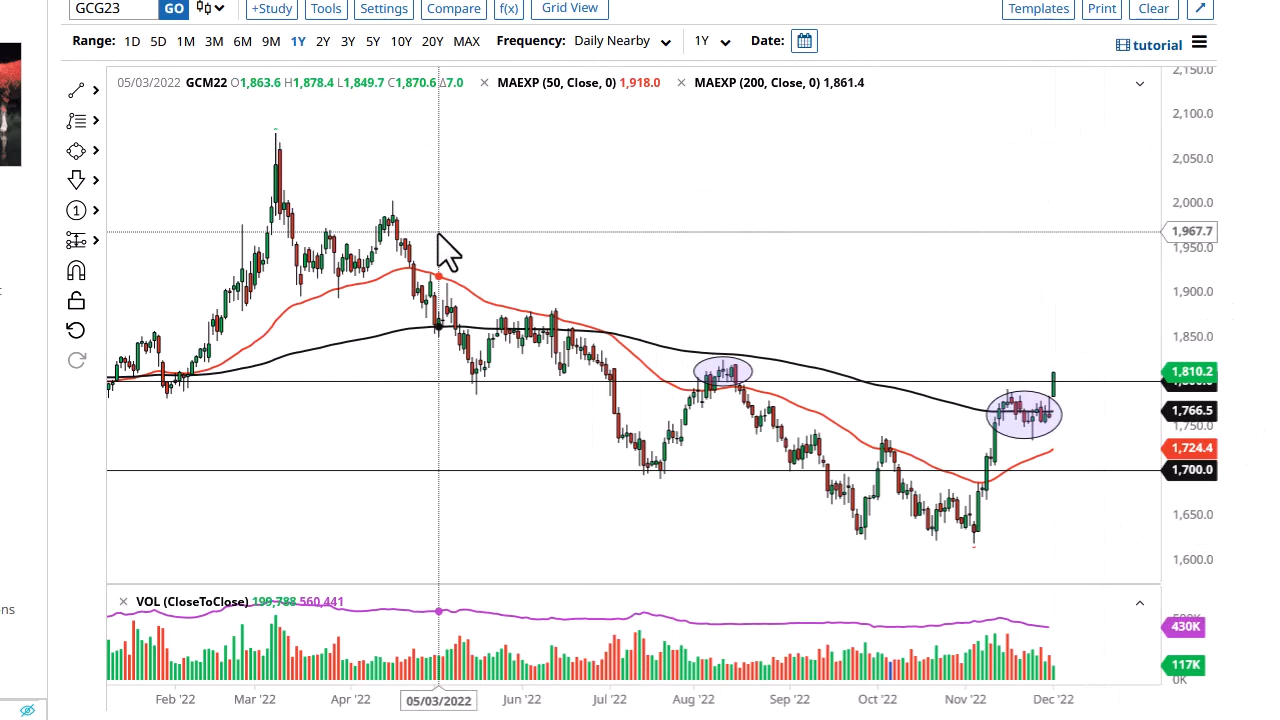 GCG23 GO +Study Tools Settings Compare f(x) Grid View Templates Print Clear
Range: 1D 5D 1M 3M 6M 9M 1Y 2Y 3Y 5Y 10Y 20Y MAX Frequency: Daily Nearby 1Y Date: tutorial
05/03/2022 GCM22 O1,863.6 H1,878.4 L1,849.7 C1,870.6 Δ7.0 MAEXP (50, Close, 0) 1,918.0 MAEXP (200, Close, 0) 1,861.4
2,150.0
2,100.0
2,050.0
2,000.0
1,967.7
1,950.0
1,900.0
1,850.0
1,810.2
1,766.5
1,750.0
1,724.4
1,700.0
1,650.0
1,600.0
VOL (CloseToClose) 199,788 560,441
430K
117K
0K
Feb '22 Mar '22 Apr '22 05/03/2022 Jun '22 Jul '22 Aug '22 Sep '22 Oct '22 Nov '22 Dec '22
1
ns